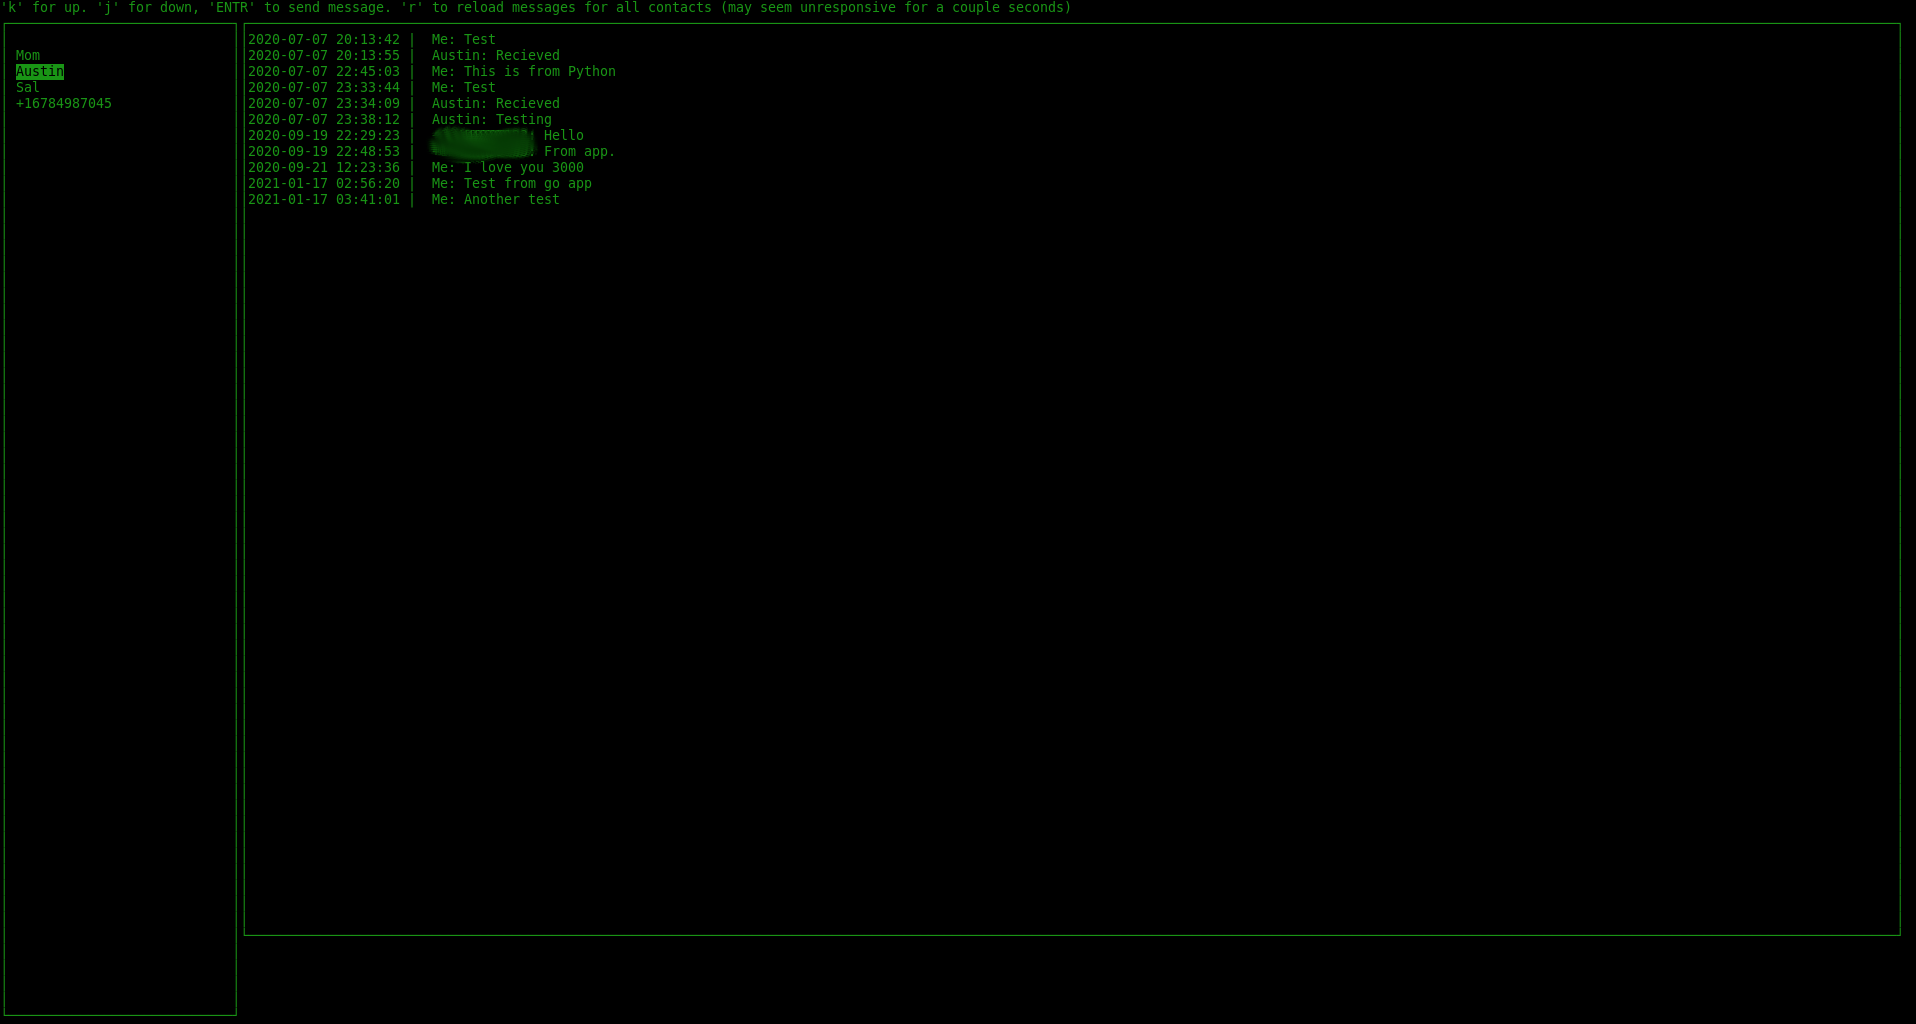 'k' for up. 'j' for down, 'ENTR' to send message. 'r' to reload messages for all contacts (may seem unresponsive for a couple seconds)
Mom
Austin
Sal
+16784987045
2020-07-07 20:13:42 | Me: Test
2020-07-07 20:13:55 | Austin: Recieved
2020-07-07 22:45:03 | Me: This is from Python
2020-07-07 23:33:44 | Me: Test
2020-07-07 23:34:09 | Austin: Recieved
2020-07-07 23:38:12 | Austin: Testing
2020-09-19 22:29:23 | : Hello
2020-09-19 22:48:53 | : From app.
2020-09-21 12:23:36 | Me: I love you 3000
2021-01-17 02:56:20 | Me: Test from go app
2021-01-17 03:41:01 | Me: Another test